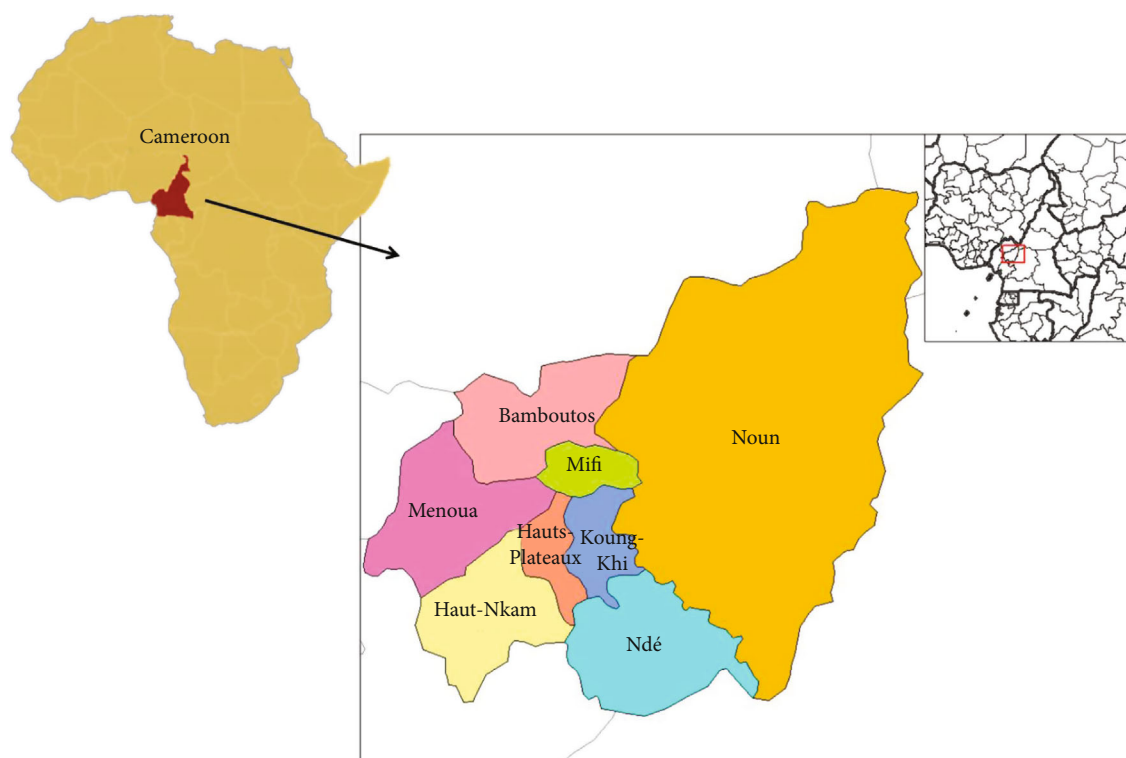 Cameroon
Bamboutos
Noun
Mifi
Menoua
Hauts-
Plateaux
Koung-
Khi
Haut-Nkam
Ndé